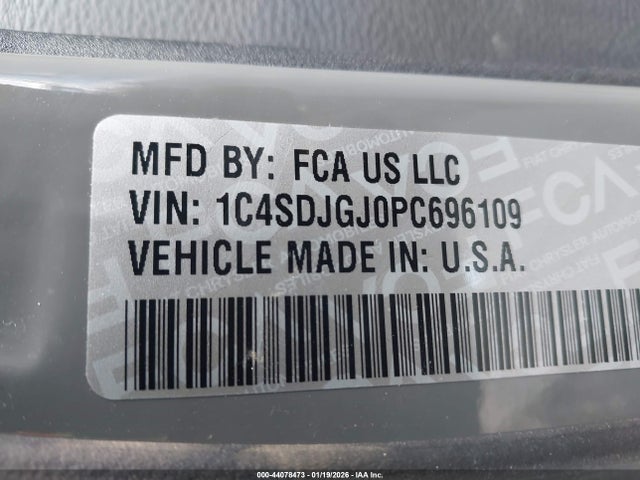 MFD BY: FCA US LLC
VIN: 1C4SDJGJ0PC696109
VEHICLE MADE IN: U.S.A.
000-44078473 - 01/19/2026 - IAA Inc.